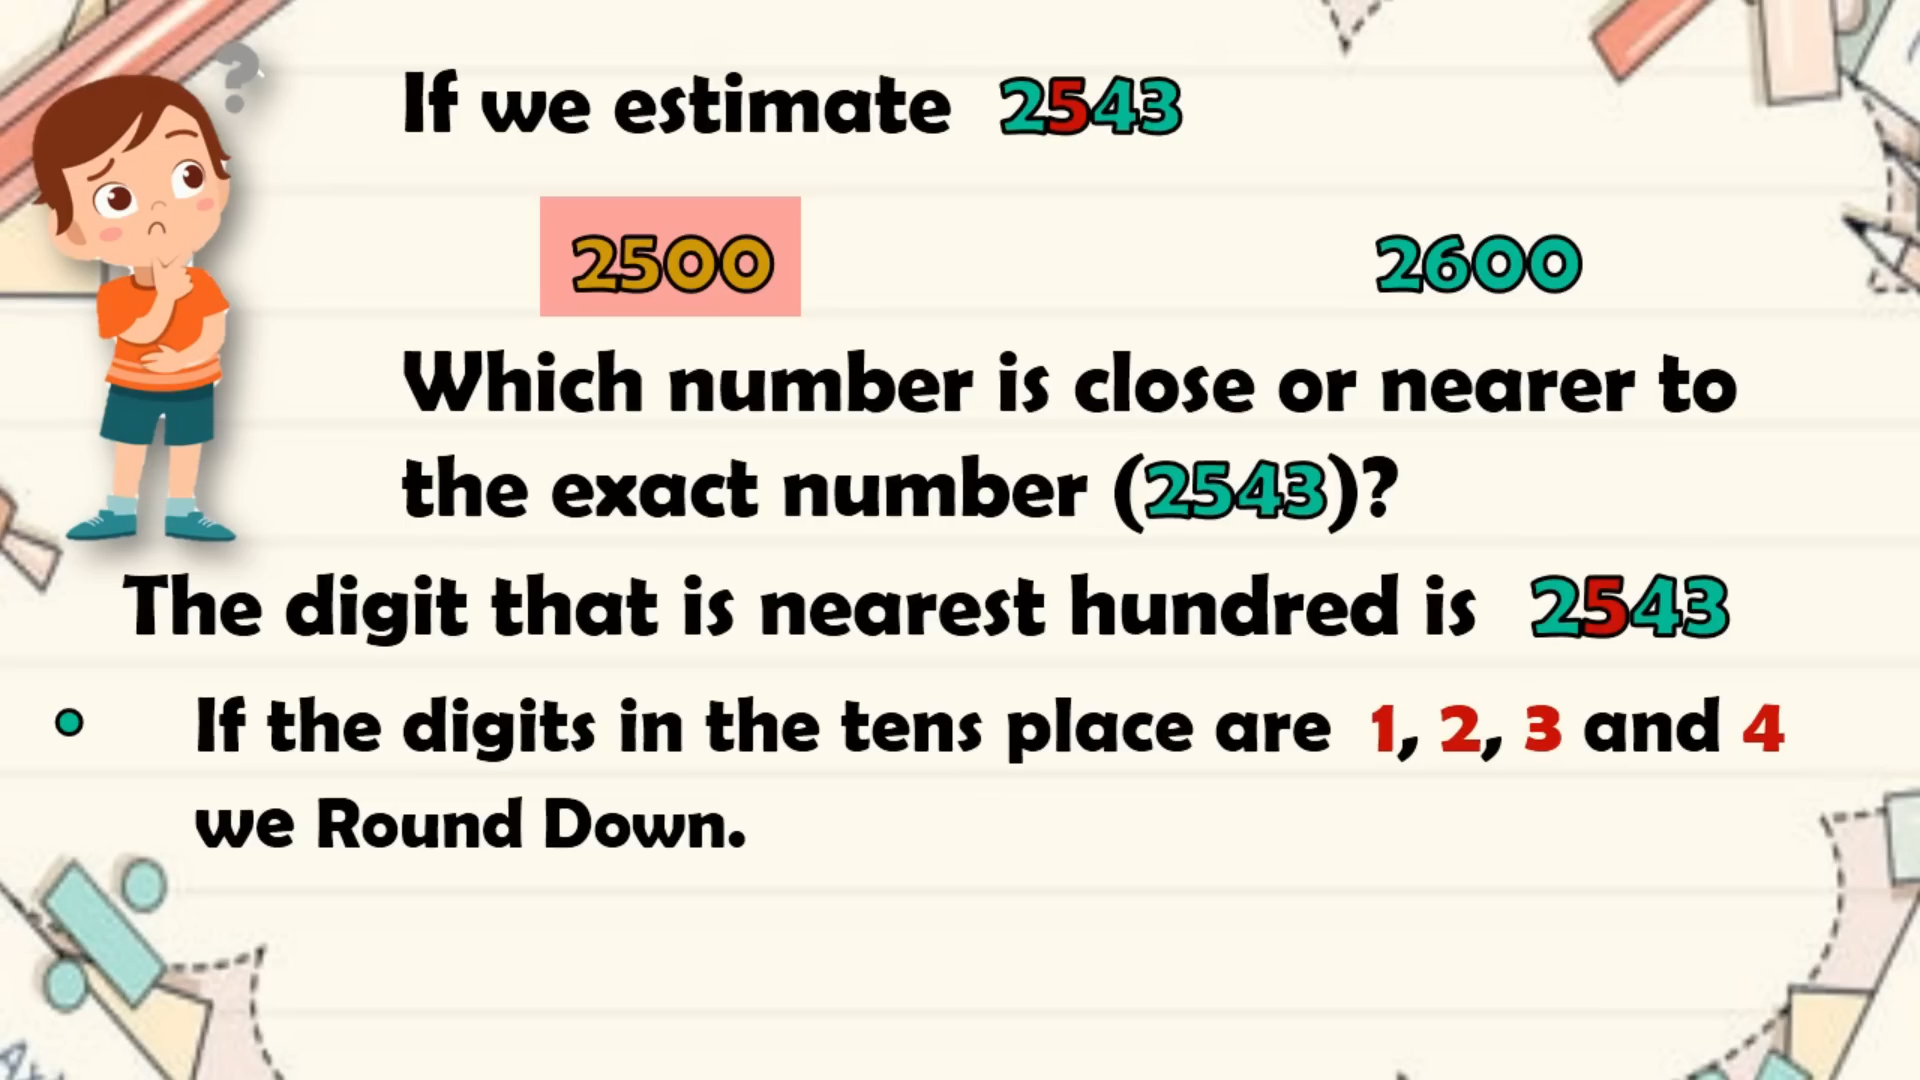 ?
If we estimate 2543
2500 2600
Which number is close or nearer to
the exact number (2543)?
The digit that is nearest hundred is 2543
If the digits in the tens place are 1, 2, 3 and 4
we Round Down.